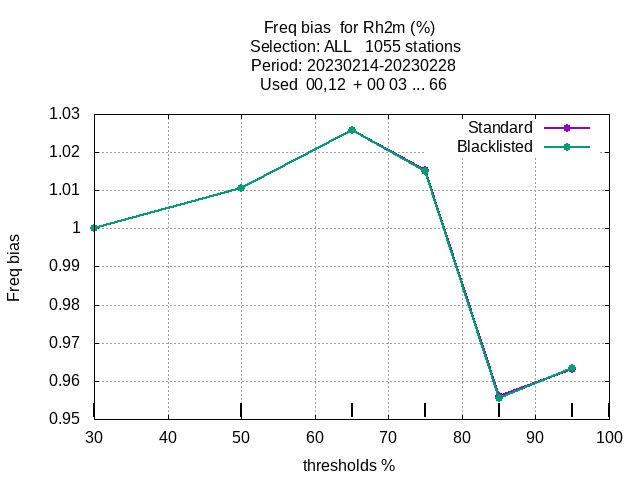 Freq bias  for Rh2m (%)
Selection: ALL   1055 stations
Period: 20230214-20230228
Used  00,12  + 00 03 ... 66
1.03
1.02
1.01
1
0.99
0.98
0.97
0.96
0.95
Freq bias
Standard
Blacklisted
30 40 50 60 70 80 90 100
thresholds %